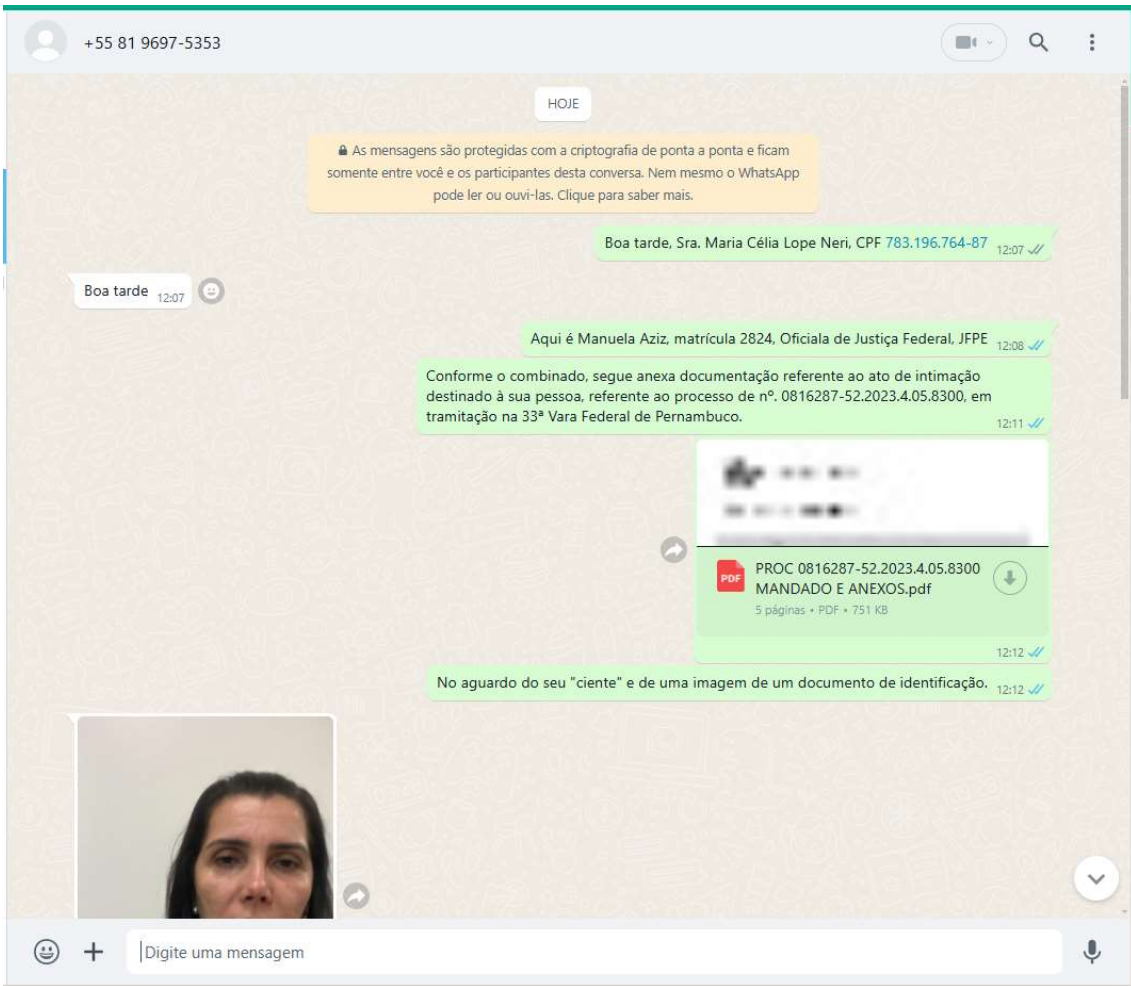 +55 81 9697-5353
HOJE
As mensagens são protegidas com a criptografia de ponta a ponta e ficam
somente entre você e os participantes desta conversa. Nem mesmo o WhatsApp
pode ler ou ouvi-las. Clique para saber mais.
Boa tarde, Sra. Maria Célia Lope Neri, CPF 783.196.764-87 12:07
Boa tarde 12:07
Aqui é Manuela Aziz, matrícula 2824, Oficiala de Justiça Federal, JFPE 12:08
Conforme o combinado, segue anexa documentação referente ao ato de intimação
destinado à sua pessoa, referente ao processo de nº. 0816287-52.2023.4.05.8300, em
tramitação na 33ª Vara Federal de Pernambuco. 12:11
PDF
PROC 0816287-52.2023.4.05.8300
MANDADO E ANEXOS.pdf
5 páginas • PDF • 751 KB
12:12
No aguardo do seu "ciente" e de uma imagem de um documento de identificação. 12:12
Digite uma mensagem